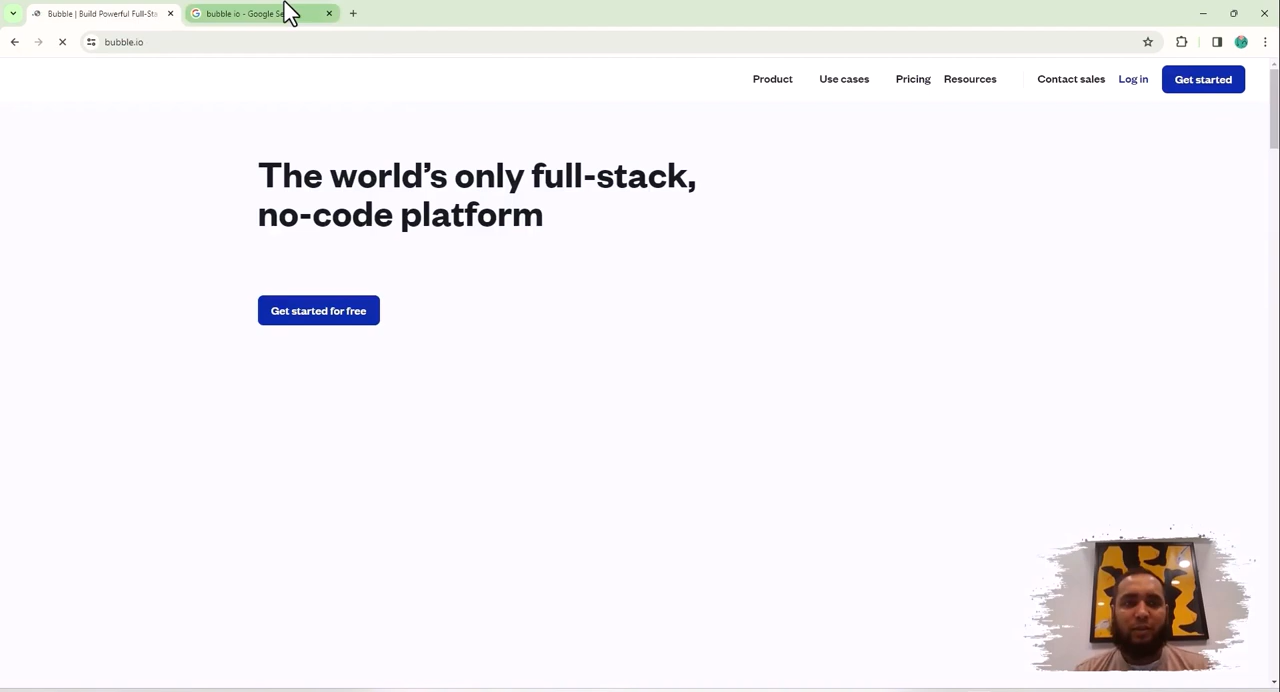 Bubble | Build Powerful Full-Sta
bubble io - Google Se
bubble.io
Product
Use cases
Pricing
Resources
Contact sales
Log in
Get started
The world's only full-stack,
no-code platform
Get started for free